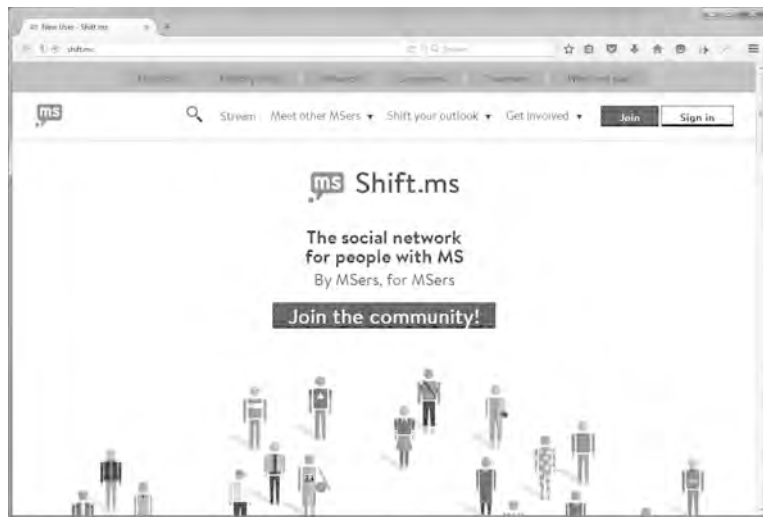 New User - Shift.ms
shift.ms
Search
ms
Stream
Meet other MSers
Shift your outlook
Get Involved
Join
Sign in
ms Shift.ms
The social network
for people with MS
By MSers, for MSers
Join the community!